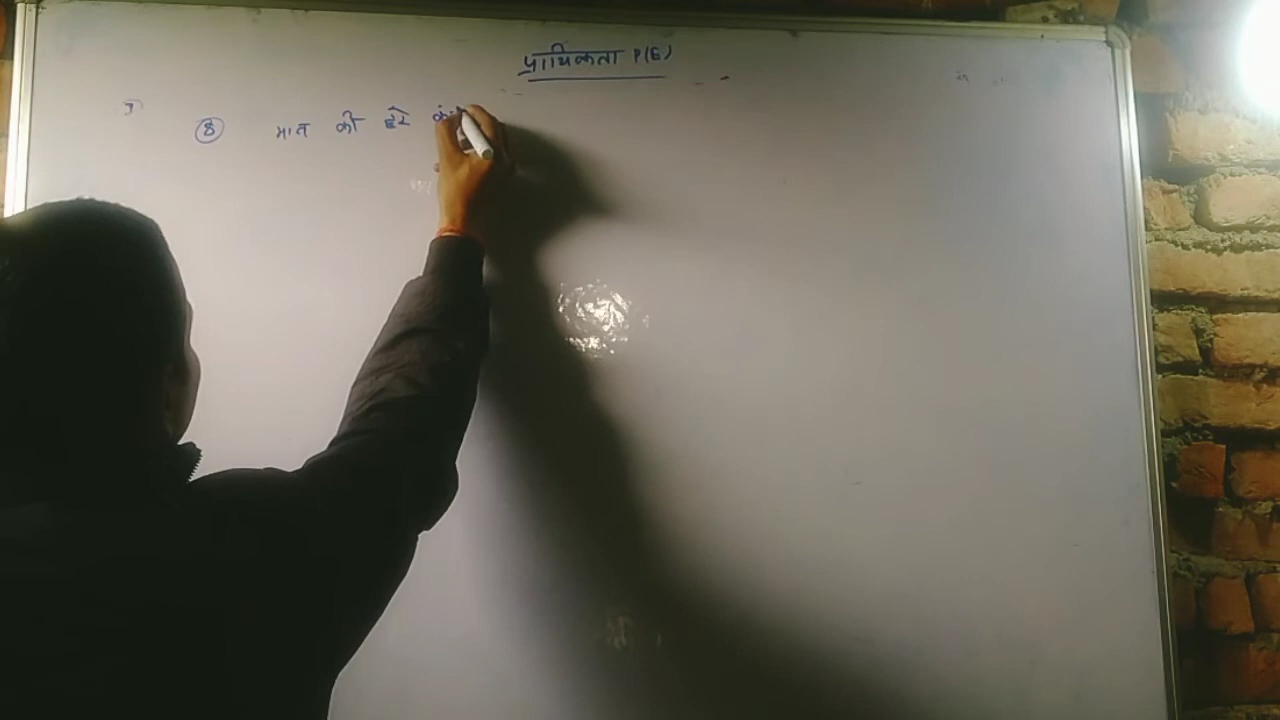 प्रायिकता P(E)
⑧ मान की हरे कं